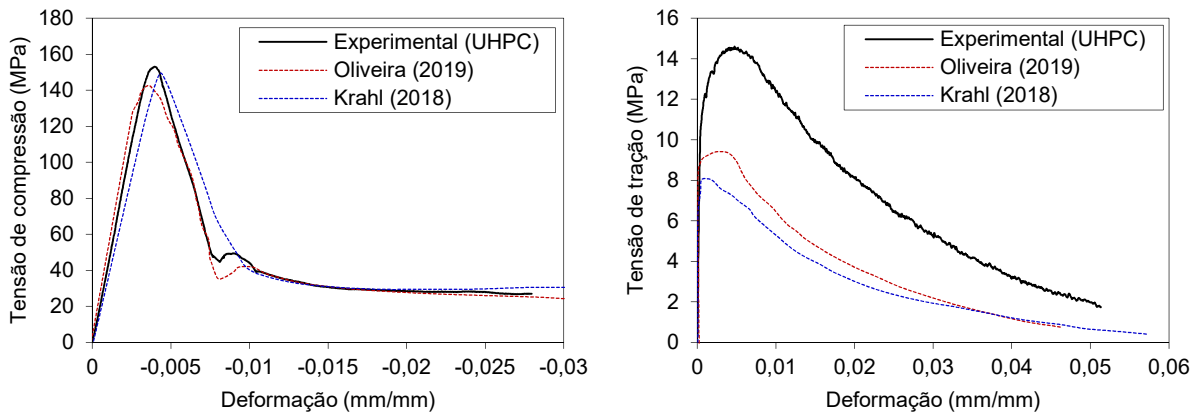 Tensão de compressão (MPa)
180
160
140
120
100
80
60
40
20
0
0 -0,005 -0,01 -0,015 -0,02 -0,025 -0,03
Deformação (mm/mm)
Experimental (UHPC)
Oliveira (2019)
Krahl (2018)
Tensão de tração (MPa)
16
14
12
10
8
6
4
2
0
0 0,01 0,02 0,03 0,04 0,05 0,06
Deformação (mm/mm)
Experimental (UHPC)
Oliveira (2019)
Krahl (2018)